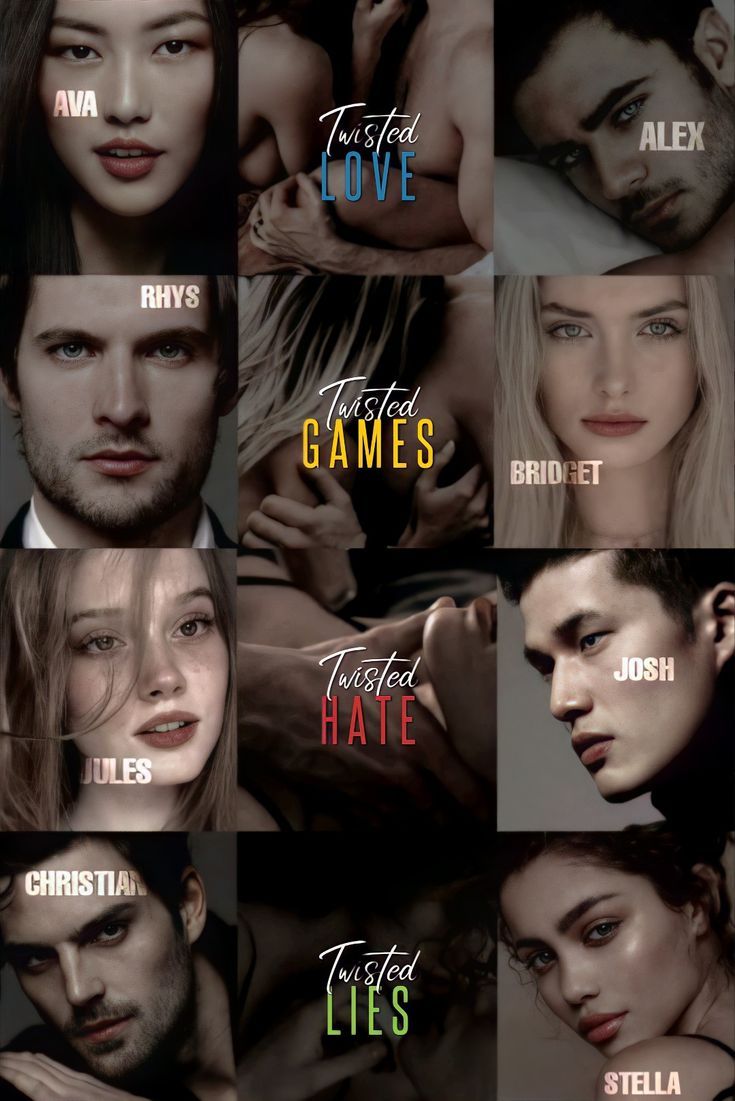 AVA
Twisted
LOVE
ALEX
RHYS
Twisted
GAMES
BRIDGET
JULES
Twisted
HATE
JOSH
CHRISTIAN
Twisted
LIES
STELLA